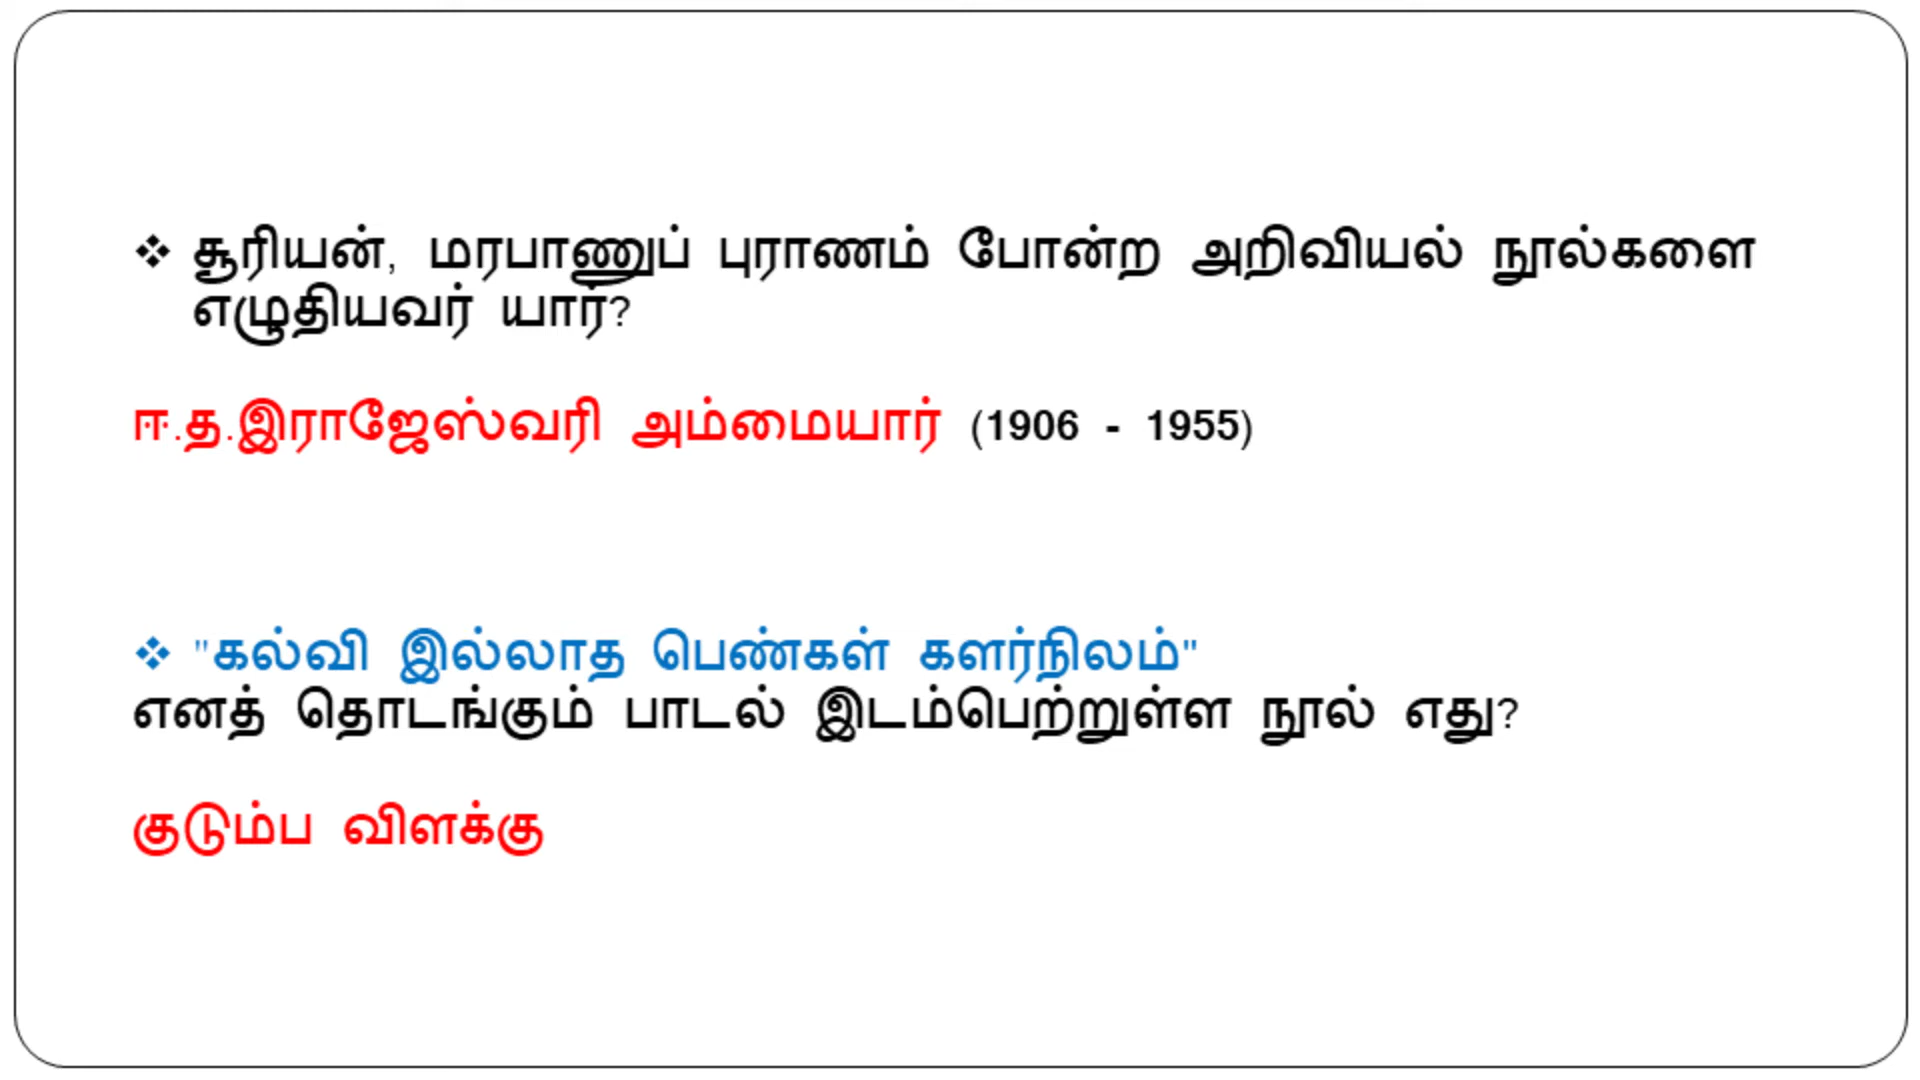 ❖ சூரியன், மரபாணுப் புராணம் போன்ற அறிவியல் நூல்களை
எழுதியவர் யார்?
ஈ.த.இராஜேஸ்வரி அம்மையார் (1906 - 1955)
❖ "கல்வி இல்லாத பெண்கள் களர்நிலம்"
எனத் தொடங்கும் பாடல் இடம்பெற்றுள்ள நூல் எது?
குடும்ப விளக்கு